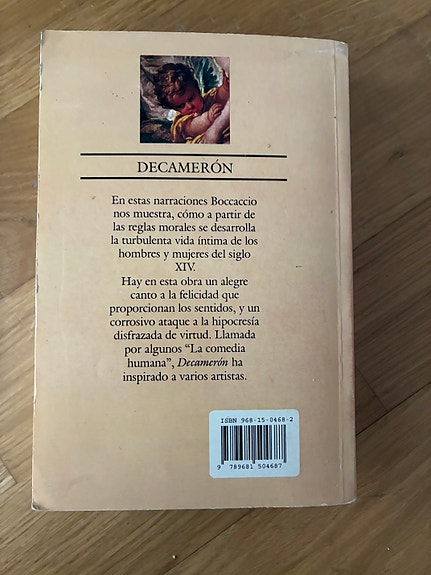 DECAMERÓN
En estas narraciones Boccaccio
nos muestra, cómo a partir de
las reglas morales se desarrolla
la turbulenta vida íntima de los
hombres y mujeres del siglo
XIV.
Hay en esta obra un alegre
canto a la felicidad que
proporcionan los sentidos, y un
corrosivo ataque a la hipocresía
disfrazada de virtud. Llamada
por algunos “La comedia
humana”, Decamerón ha
inspirado a varios artistas.
ISBN 968-15-0468-2
9 789681 504687